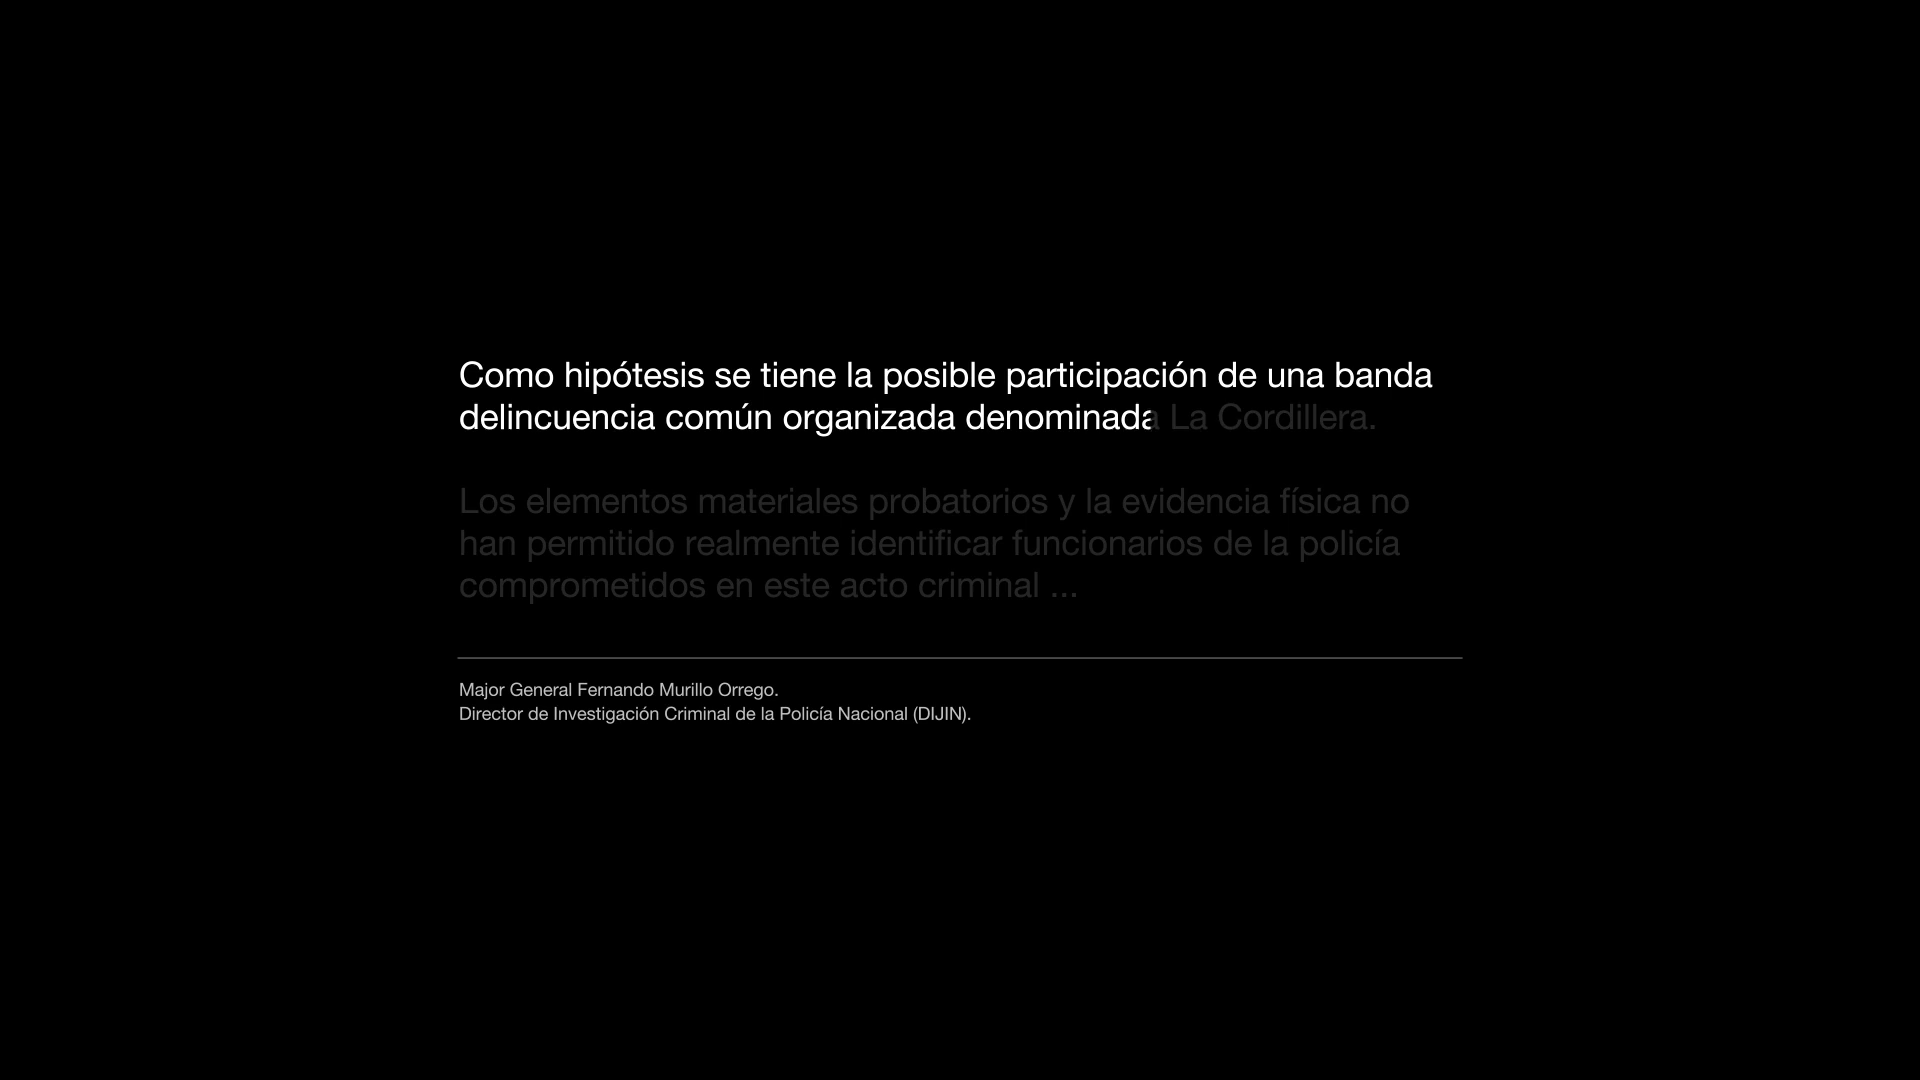 Como hipótesis se tiene la posible participación de una banda
delincuencia común organizada denominada La Cordillera.
Los elementos materiales probatorios y la evidencia física no
han permitido realmente identificar funcionarios de la policía
comprometidos en este acto criminal ...
Major General Fernando Murillo Orrego.
Director de Investigación Criminal de la Policía Nacional (DIJIN).